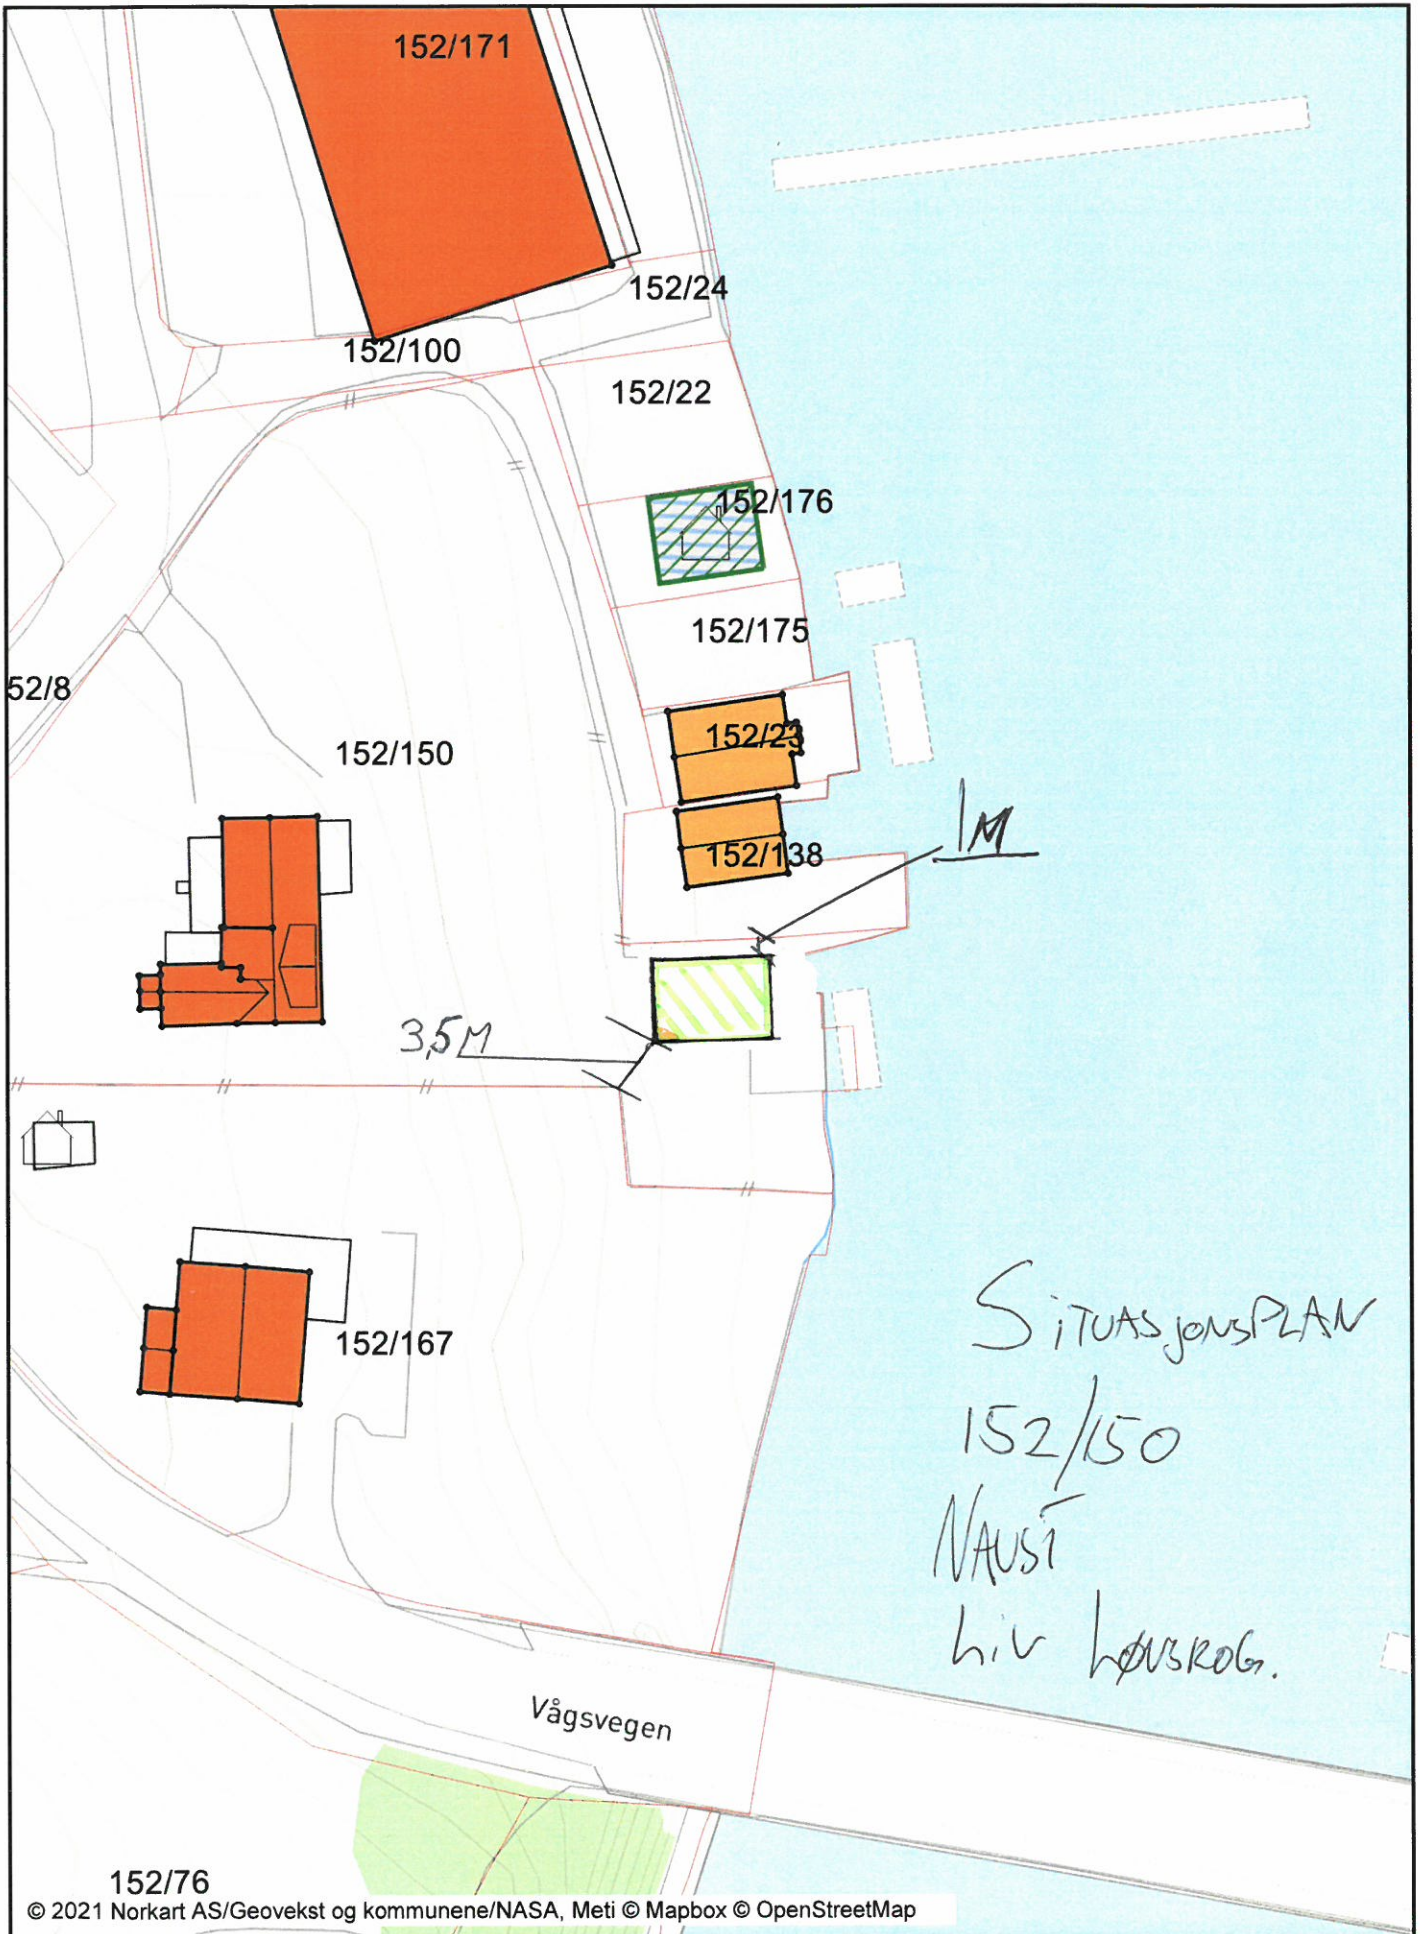 152/171
152/24
152/100
152/22
152/176
152/175
52/8
152/23
152/150
1M
152/138
3,5M
SiTUASjONSPLAN
152/167
152/150
NAUST
Liv LØVSKOG.
Vågsvegen
152/76
© 2021 Norkart AS/Geovekst og kommunene/NASA, Meti © Mapbox © OpenStreetMap